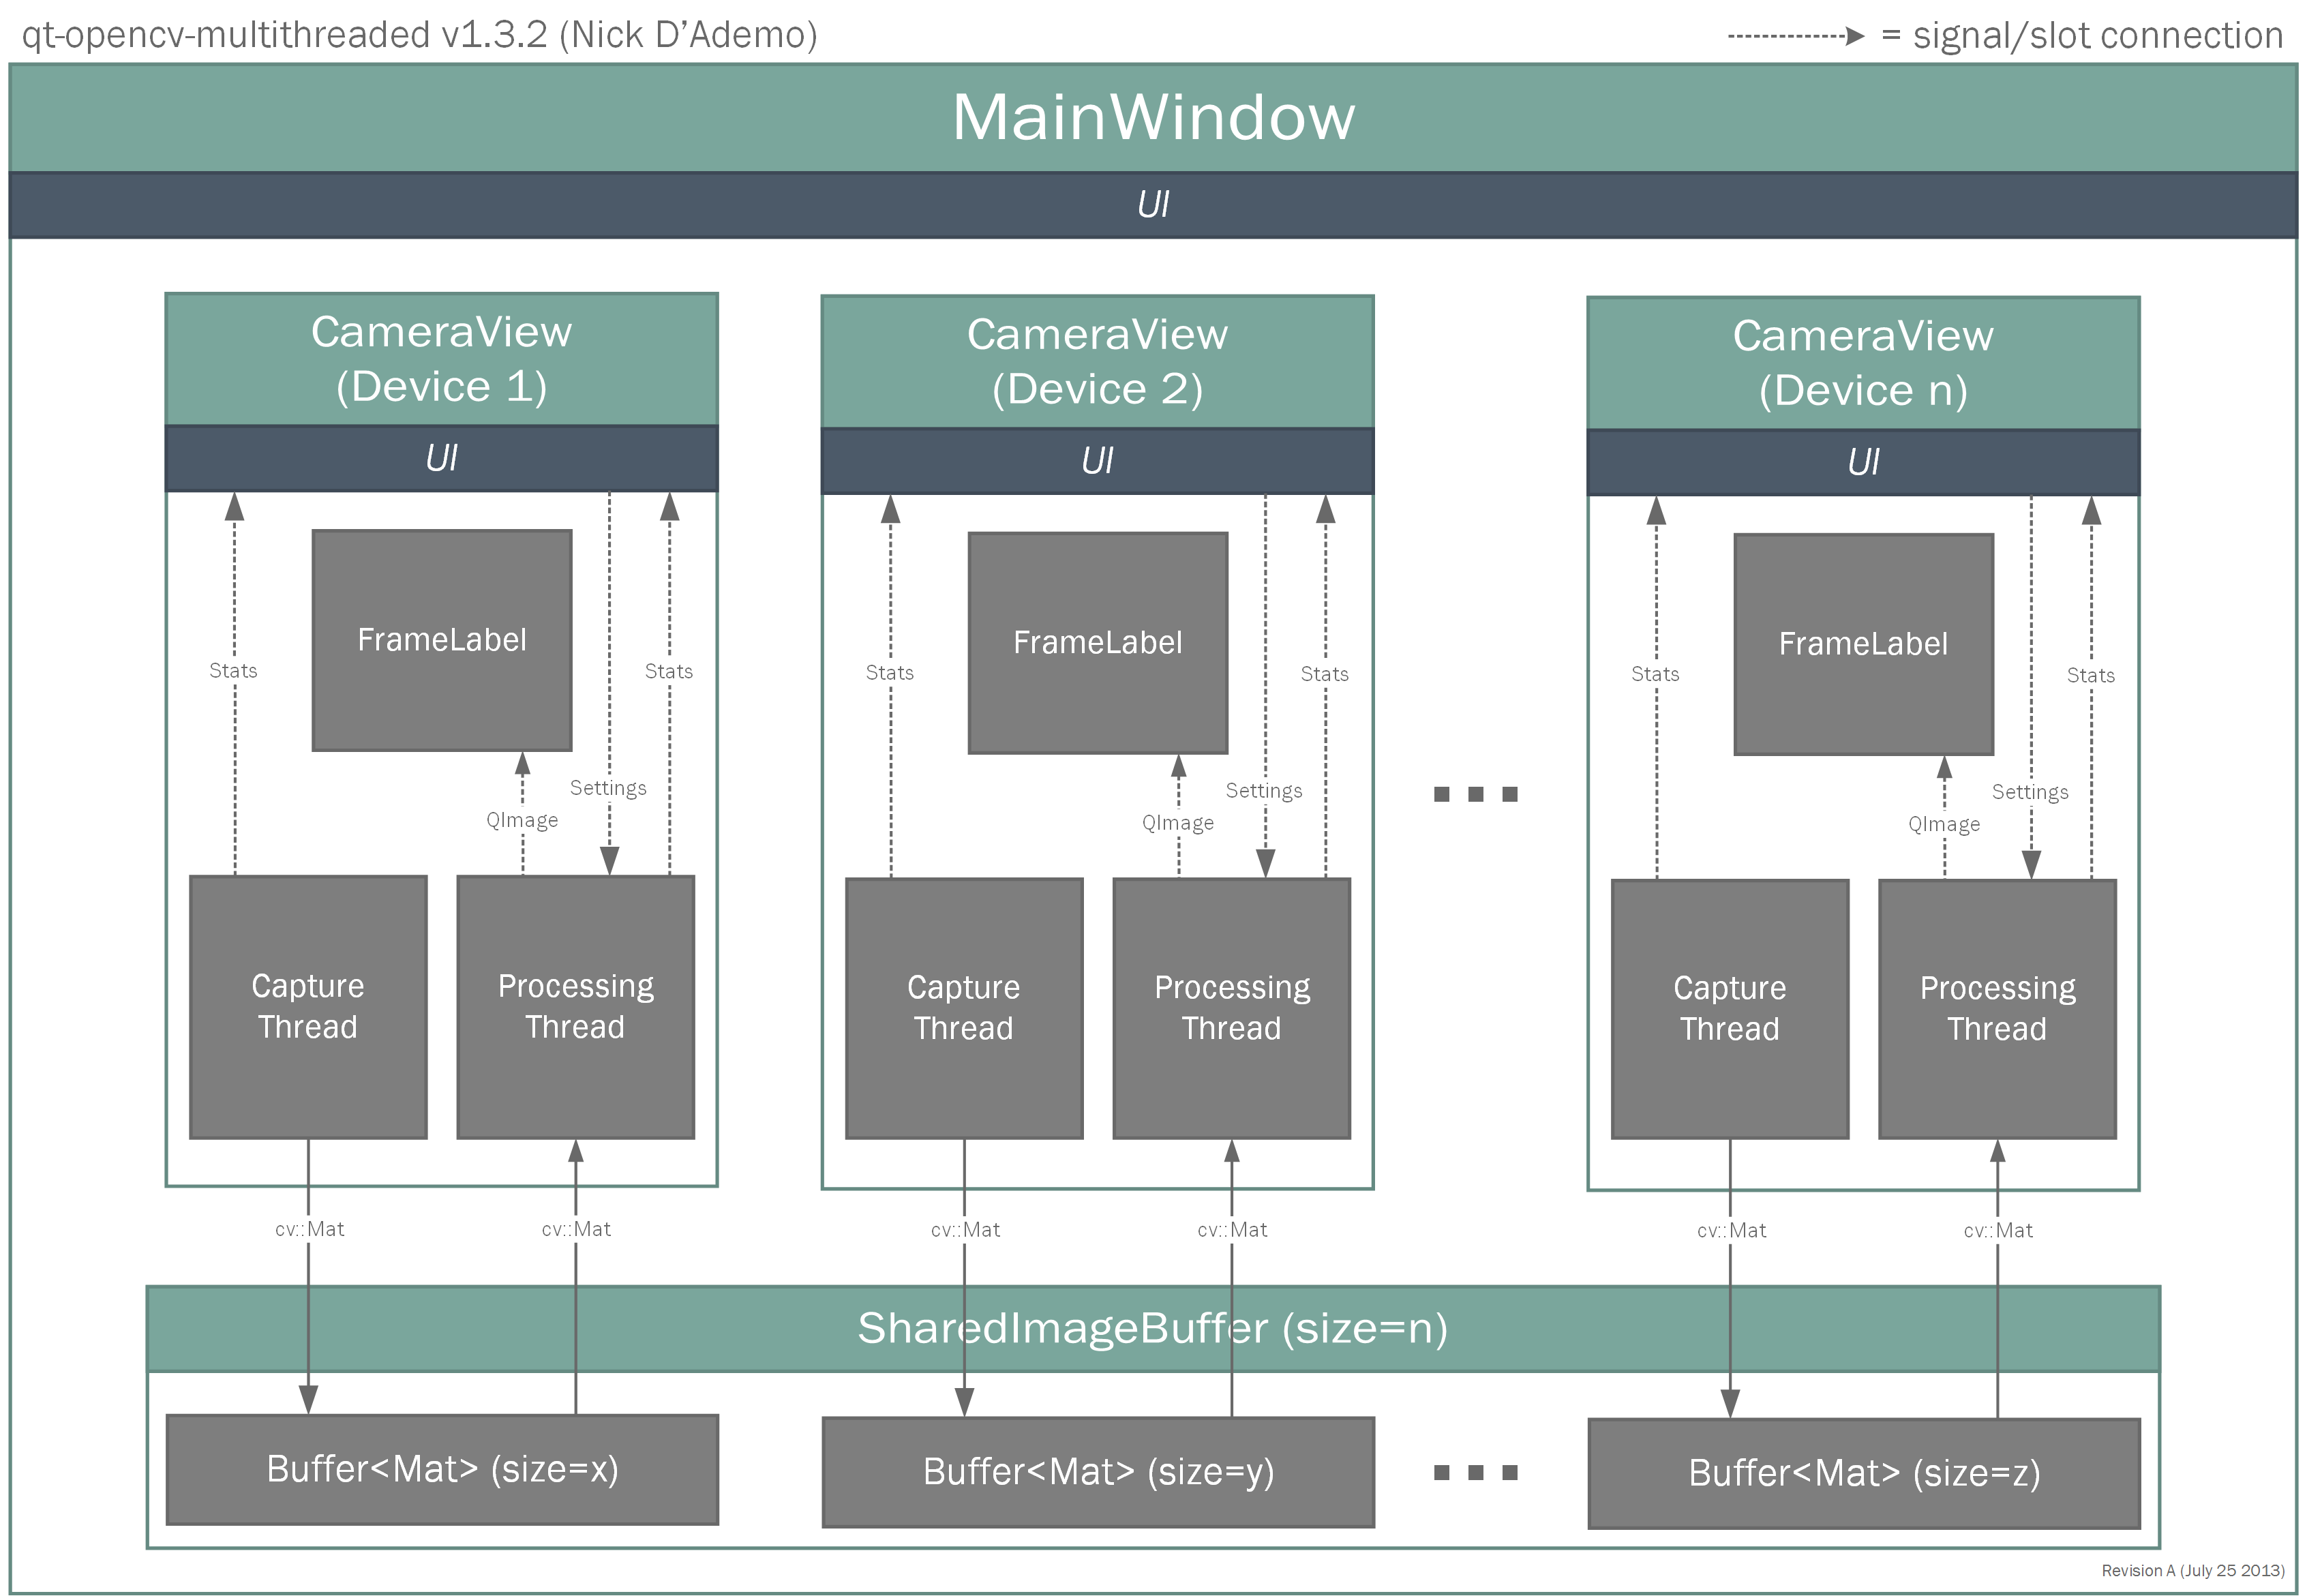 qt-opencv-multithreaded v1.3.2 (Nick D’Ademo)
= signal/slot connection
MainWindow
UI
CameraView
(Device 1)
UI
Stats
FrameLabel
Settings
Stats
QImage
Capture
Thread
Processing
Thread
cv::Mat
cv::Mat
CameraView
(Device 2)
UI
Stats
FrameLabel
Settings
Stats
QImage
Capture
Thread
Processing
Thread
cv::Mat
cv::Mat
CameraView
(Device n)
UI
Stats
FrameLabel
Settings
Stats
QImage
Capture
Thread
Processing
Thread
cv::Mat
cv::Mat
SharedImageBuffer (size=n)
Buffer<Mat> (size=x)
Buffer<Mat> (size=y)
Buffer<Mat> (size=z)
Revision A (July 25 2013)